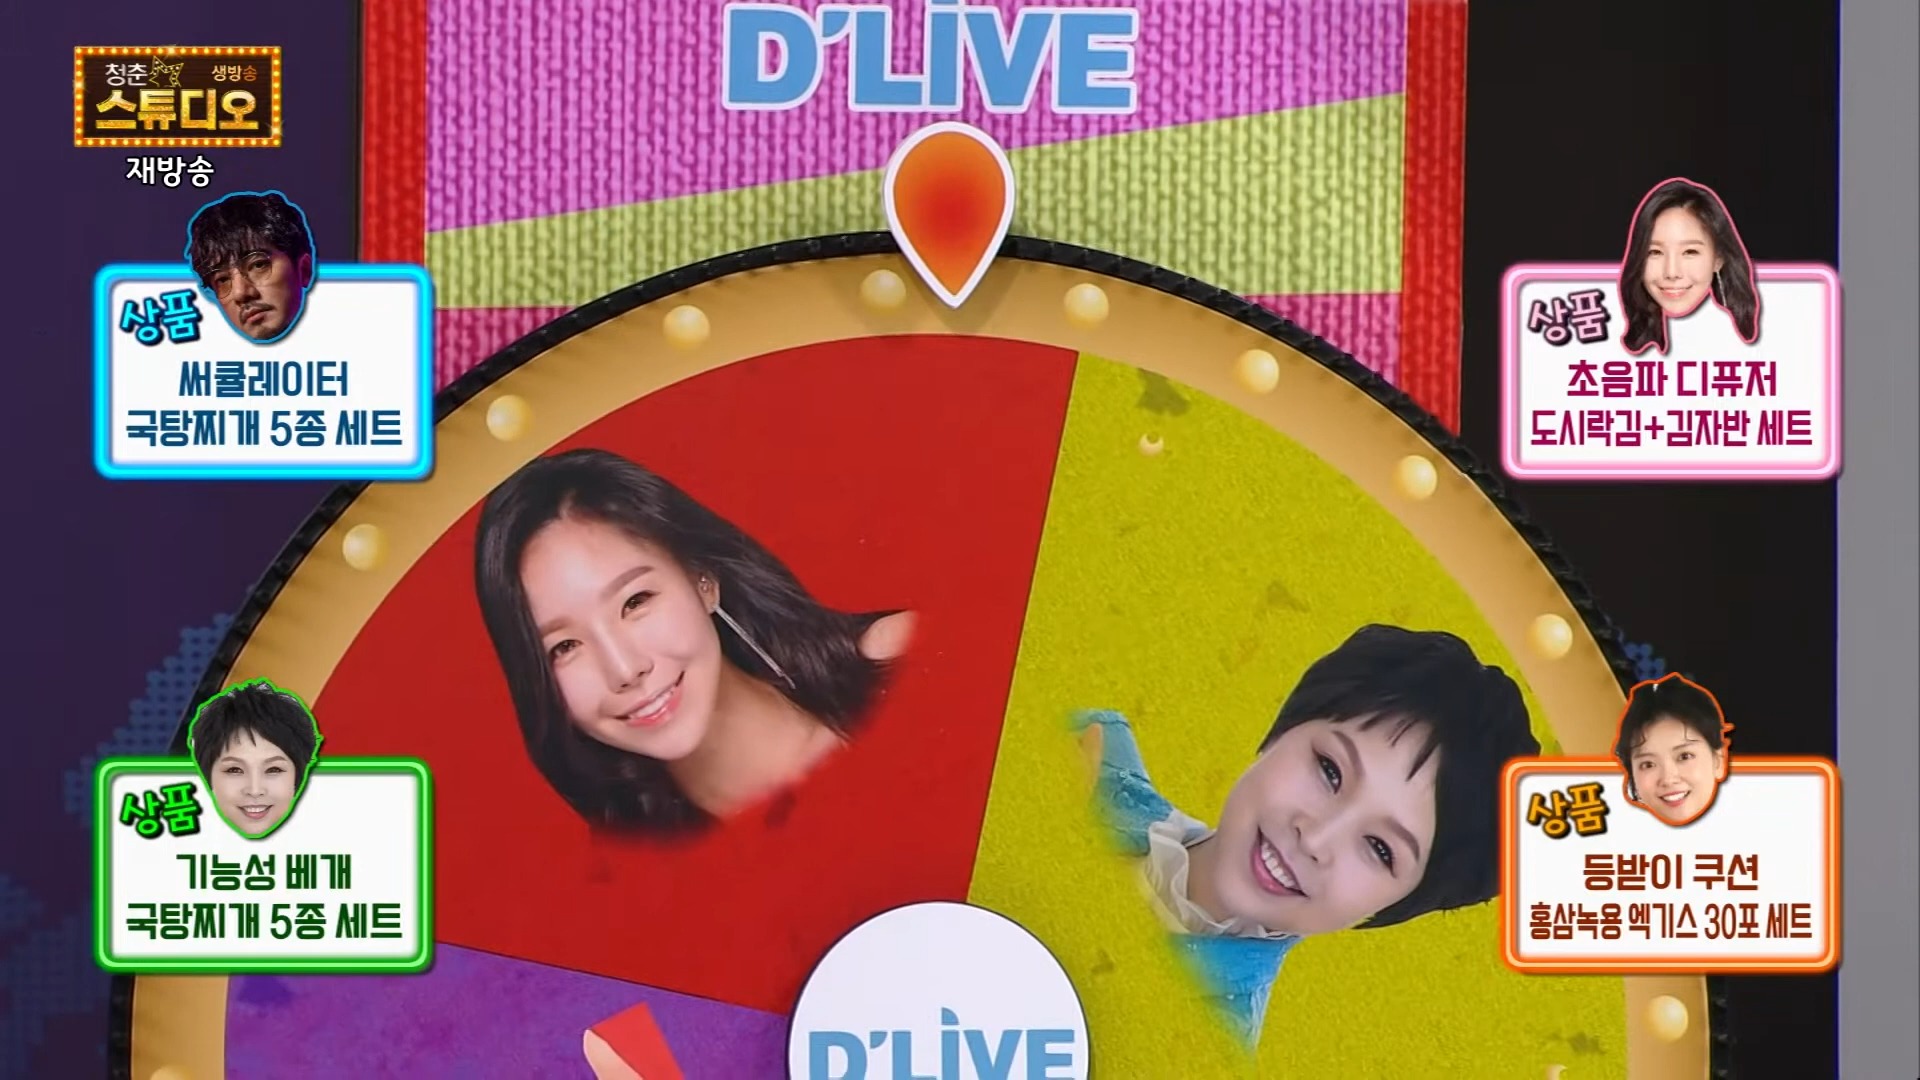 D'LiVE
청춘 생방송
스튜디오
재방송
상품
써큘레이터
국탕찌개 5종 세트
상품
초음파 디퓨저
도시락김+김자반 세트
상품
기능성 베개
국탕찌개 5종 세트
상품
등받이 쿠션
홍삼녹용 엑기스 30포 세트
D'LiVE